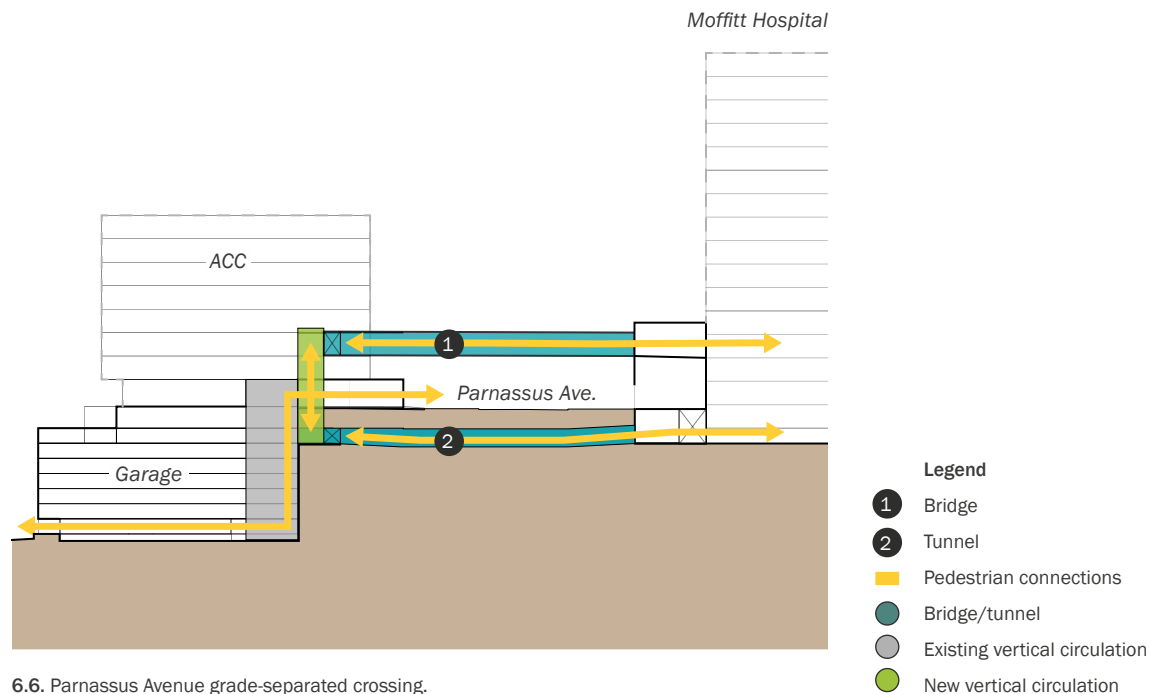 Moffitt Hospital
ACC
1
Parnassus Ave.
2
Garage
Legend
1 Bridge
2 Tunnel
Pedestrian connections
Bridge/tunnel
Existing vertical circulation
New vertical circulation
6.6. Parnassus Avenue grade-separated crossing.